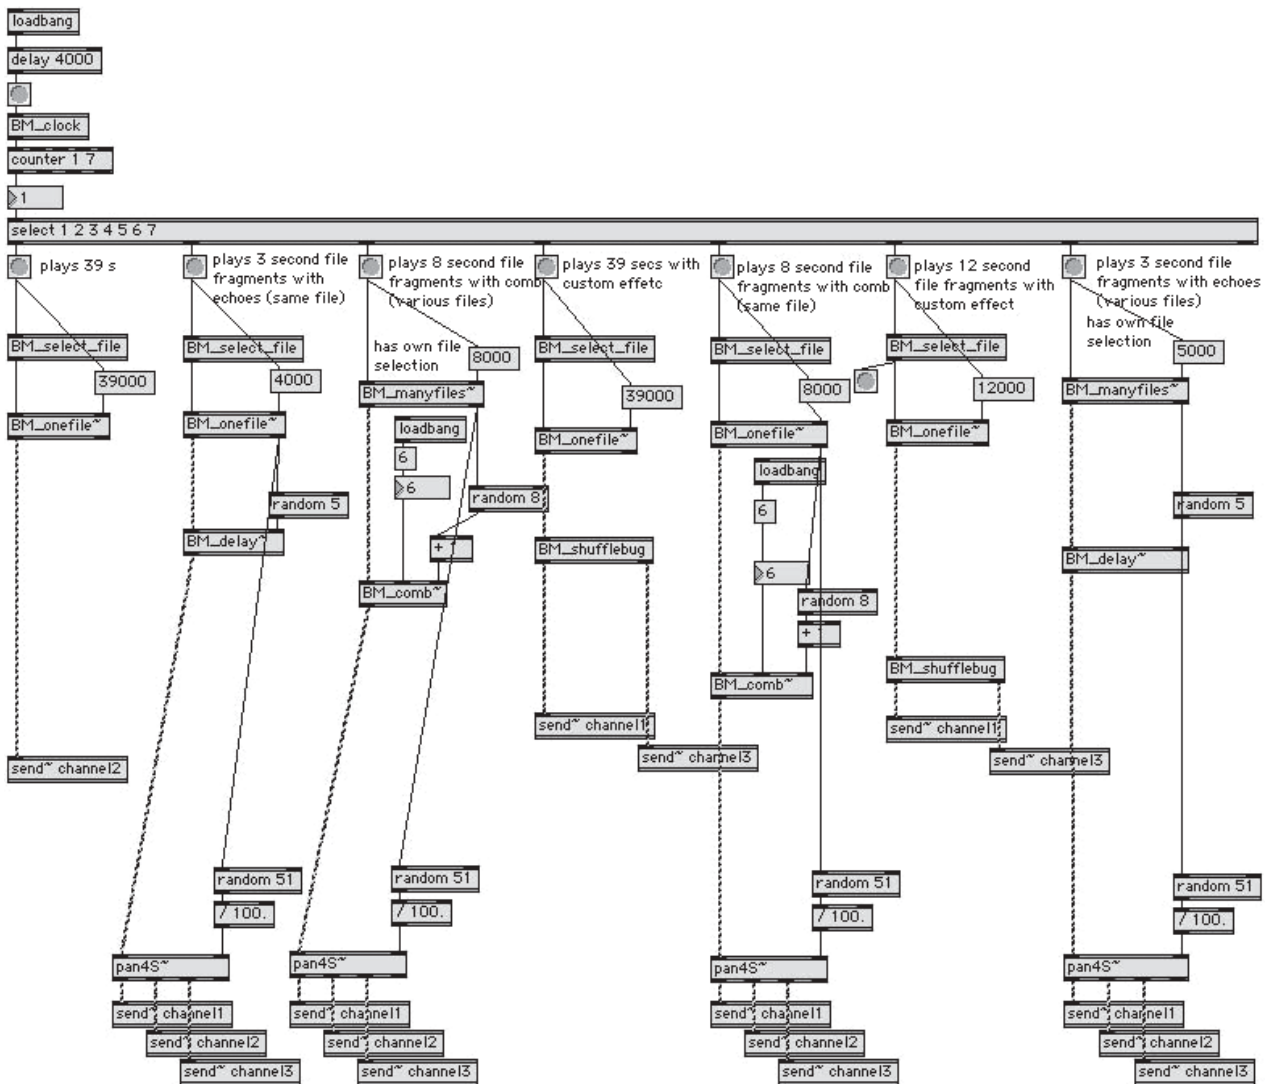 loadbang
delay 4000
BM_clock
counter 1 7
1
select 1 2 3 4 5 6 7
plays 39 s
BM_select_file
39000
BM_onefile~
send~ channel2
plays 3 second file
fragments with
echoes (same file)
BM_select_file
4000
BM_onefile~
random 5
BM_delay~
random 51
/ 100.
pan4S~
send~ channel1
send~ channel2
send~ channel3
plays 8 second file
fragments with comb
(various files)
has own file
selection
8000
BM_manyfiles~
loadbang
6
6
random 8
+
BM_comb~
random 51
/ 100.
pan4S~
send~ channel1
send~ channel2
send~ channel3
plays 39 secs with
custom effetc
BM_select_file
39000
BM_onefile~
BM_shufflebug
send~ channel1
send~ channel3
plays 8 second file
fragments with comb
(same file)
BM_select_file
8000
BM_onefile~
loadbang
6
6
random 8
+
BM_comb~
random 51
/ 100.
pan4S~
send~ channel1
send~ channel2
send~ channel3
plays 12 second
file fragments with
custom effect
BM_select_file
12000
BM_onefile~
BM_shufflebug
send~ channel1
send~ channel3
plays 3 second file
fragments with echoes
(various files)
has own file
selection
5000
BM_manyfiles~
random 5
BM_delay~
random 51
/ 100.
pan4S~
send~ channel1
send~ channel2
send~ channel3